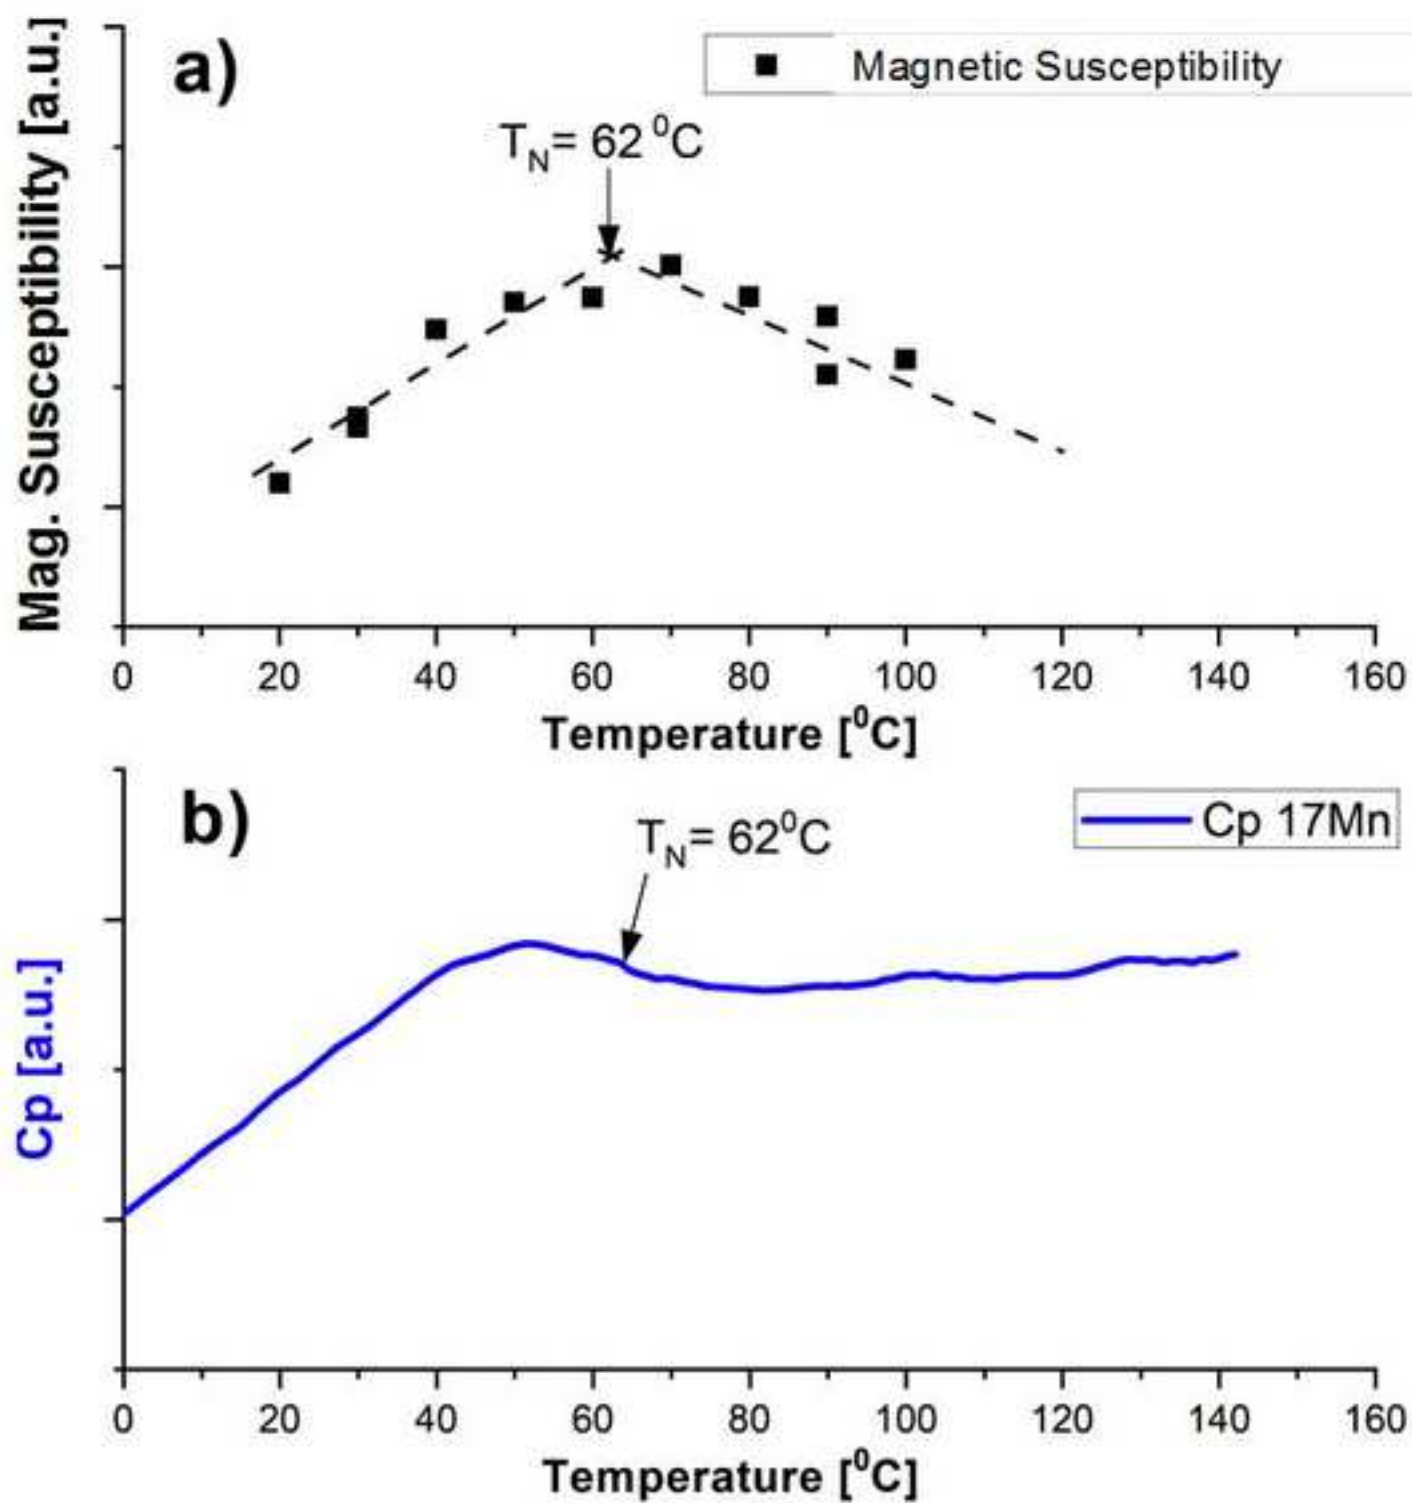 a)
Magnetic Susceptibility
T_N= 62 ⁰C
Mag. Susceptibility [a.u.]
0 20 40 60 80 100 120 140 160
Temperature [⁰C]
b)
Cp 17Mn
T_N= 62⁰C
Cp [a.u.]
0 20 40 60 80 100 120 140 160
Temperature [⁰C]